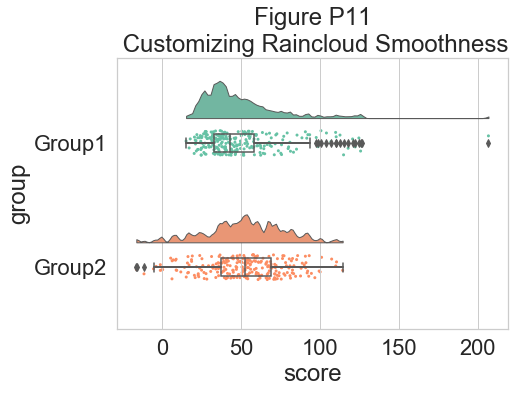 Figure P11
Customizing Raincloud Smoothness
group
Group1
Group2
0 50 100 150 200
score